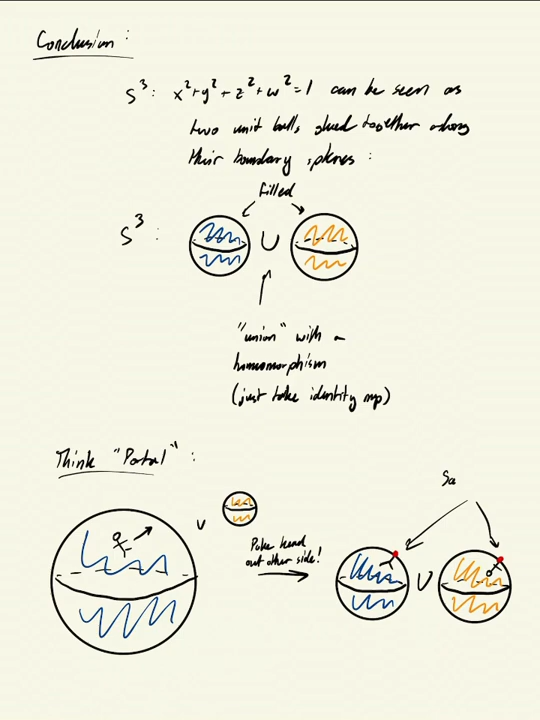 Conclusion:
S³: x²+y²+z²+w²=1 can be seen as
two unit balls glued together along
their boundary spheres:
filled
S³:
∪
"union" with a
homeomorphism
(just take identity map)
Think "Portal":
∪
Poke head
out other side!
Sa
∪